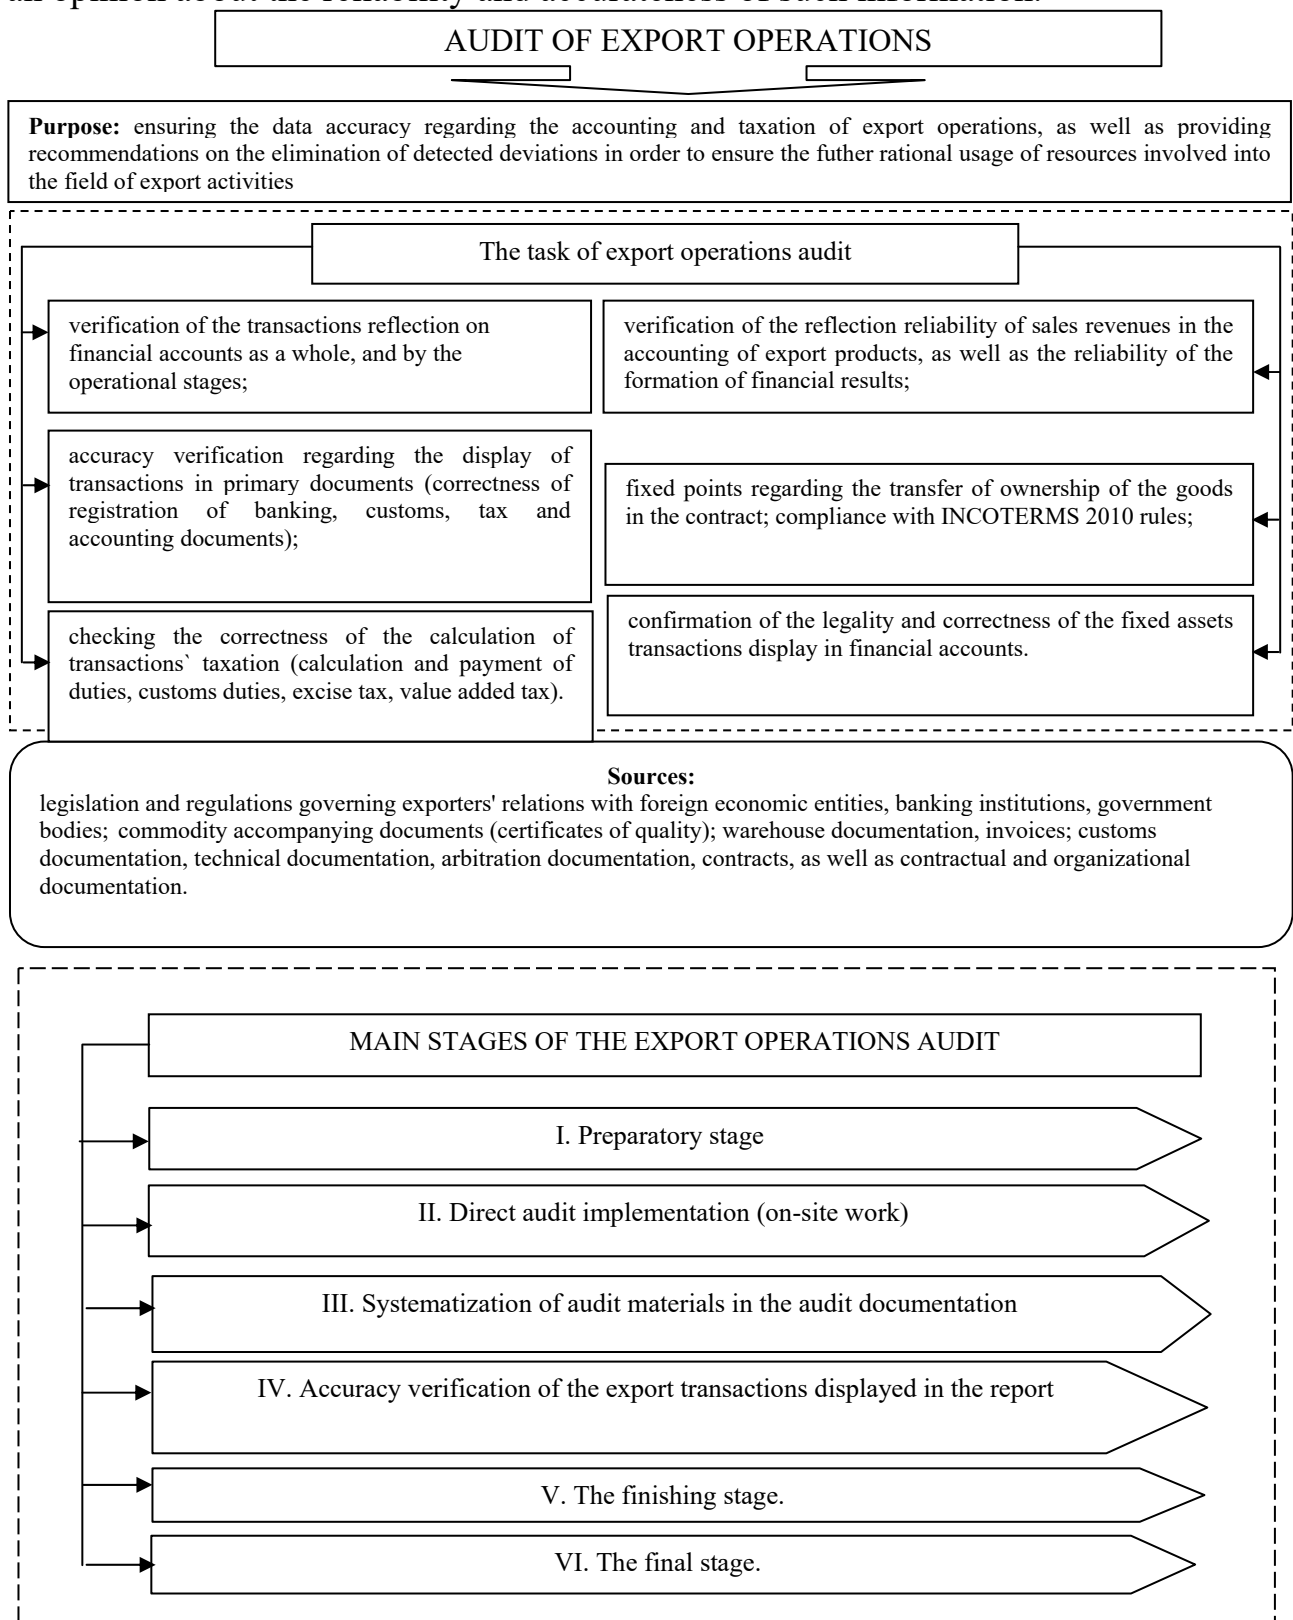 an opinion about the reliability and accurateness of such information.
AUDIT OF EXPORT OPERATIONS
Purpose: ensuring the data accuracy regarding the accounting and taxation of export operations, as well as providing
recommendations on the elimination of detected deviations in order to ensure the futher rational usage of resources involved into
the field of export activities
The task of export operations audit
verification of the transactions reflection on
financial accounts as a whole, and by the
operational stages;
accuracy verification regarding the display of
transactions in primary documents (correctness of
registration of banking, customs, tax and
accounting documents);
checking the correctness of the calculation of
transactions` taxation (calculation and payment of
duties, customs duties, excise tax, value added tax).
verification of the reflection reliability of sales revenues in the
accounting of export products, as well as the reliability of the
formation of financial results;
fixed points regarding the transfer of ownership of the goods
in the contract; compliance with INCOTERMS 2010 rules;
confirmation of the legality and correctness of the fixed assets
transactions display in financial accounts.
Sources:
legislation and regulations governing exporters' relations with foreign economic entities, banking institutions, government
bodies; commodity accompanying documents (certificates of quality); warehouse documentation, invoices; customs
documentation, technical documentation, arbitration documentation, contracts, as well as contractual and organizational
documentation.
MAIN STAGES OF THE EXPORT OPERATIONS AUDIT
I. Preparatory stage
II. Direct audit implementation (on-site work)
III. Systematization of audit materials in the audit documentation
IV. Accuracy verification of the export transactions displayed in the report
V. The finishing stage.
VI. The final stage.